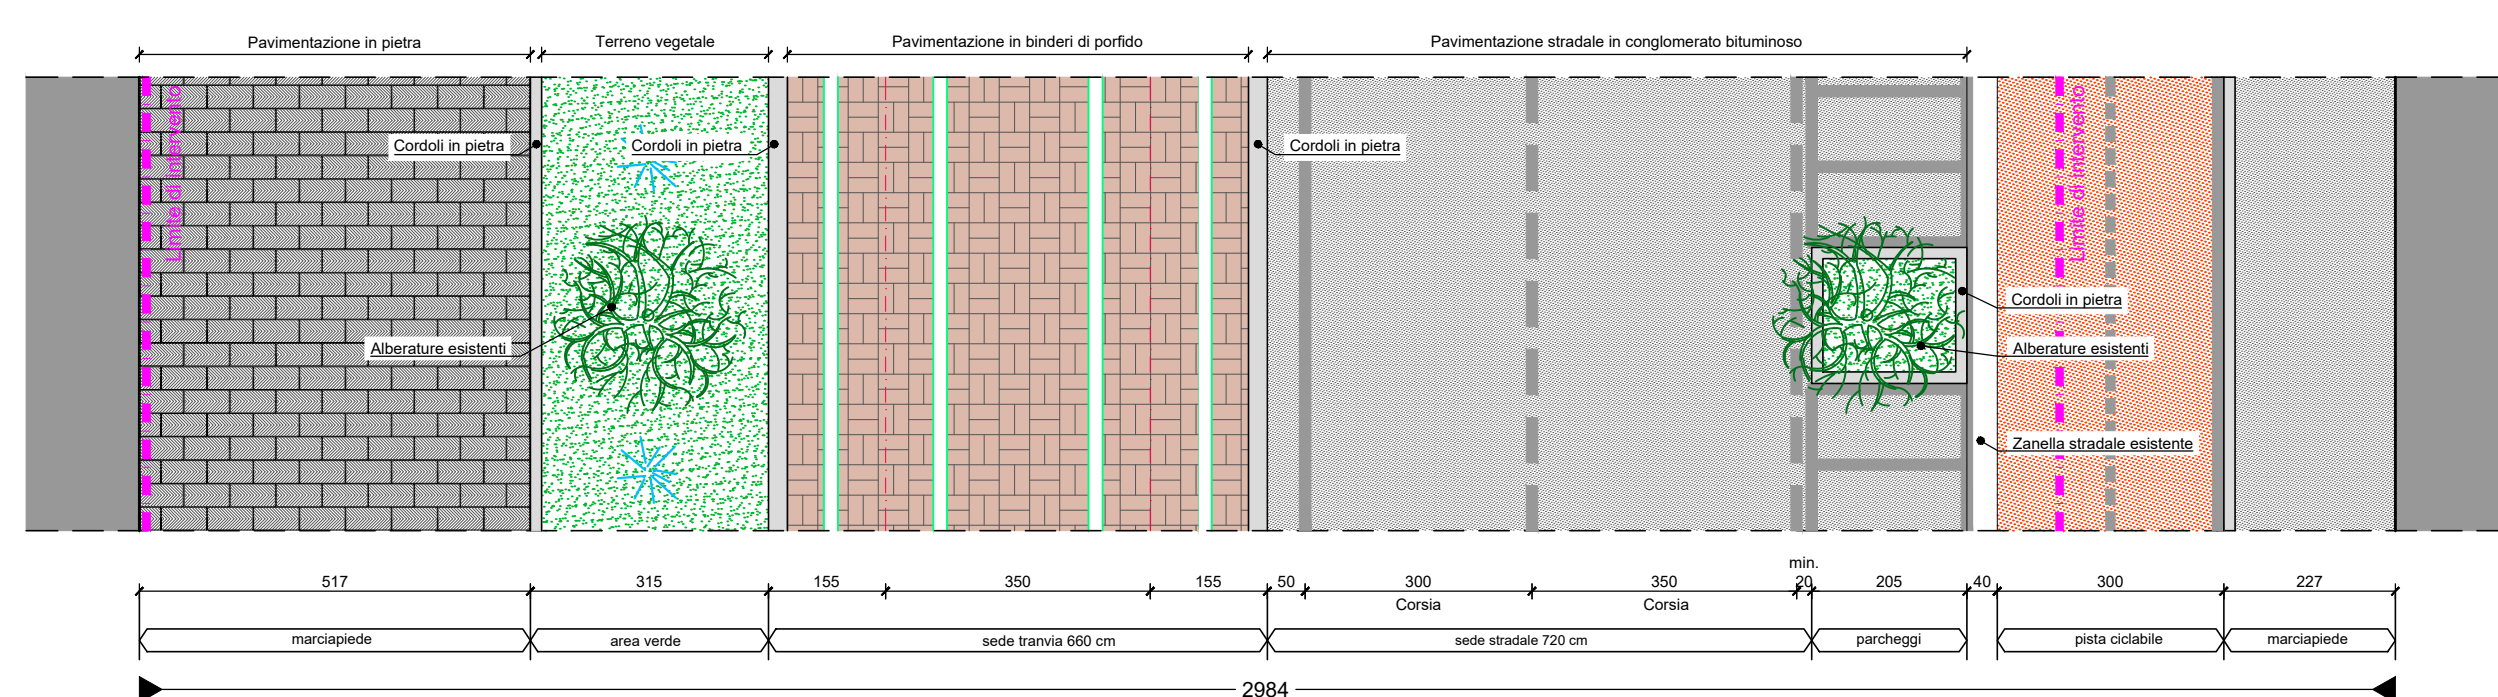 Pavimentazione in pietra
Terreno vegetale
Pavimentazione in binderi di porfido
Pavimentazione stradale in conglomerato bituminoso
Limite di intervento
Limite di intervento
Cordoli in pietra
Cordoli in pietra
Cordoli in pietra
Cordoli in pietra
Alberature esistenti
Alberature esistenti
Zanella stradale esistente
min.
517
315
155
350
155
50
300
350
20
205
40
300
227
Corsia
Corsia
marciapiede
area verde
sede tranvia 660 cm
sede stradale 720 cm
parcheggi
pista ciclabile
marciapiede
2984